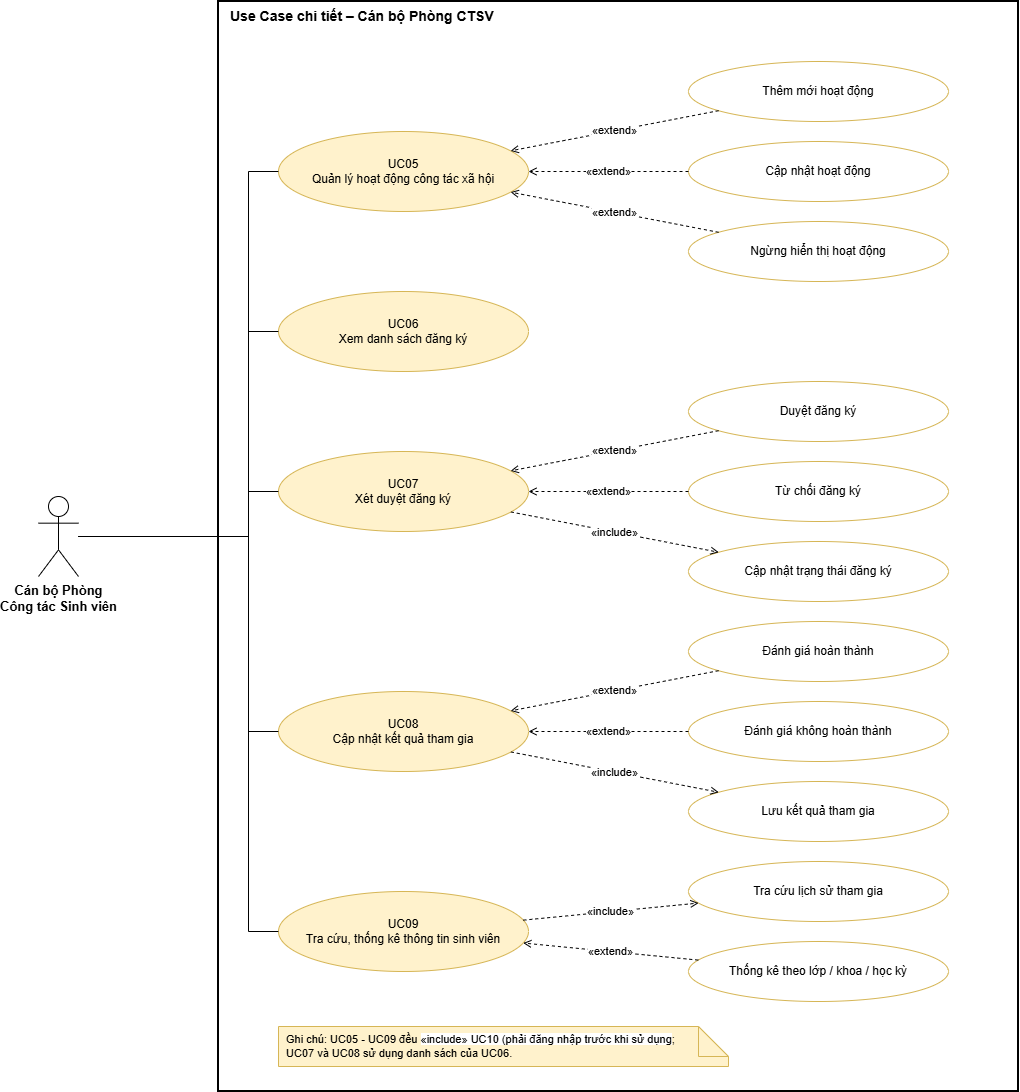 Use Case chi tiết – Cán bộ Phòng CTSV
Thêm mới hoạt động
«extend»
UC05
Quản lý hoạt động công tác xã hội
«extend»
Cập nhật hoạt động
«extend»
Ngừng hiển thị hoạt động
UC06
Xem danh sách đăng ký
Duyệt đăng ký
«extend»
UC07
Xét duyệt đăng ký
«extend»
Từ chối đăng ký
«include»
Cập nhật trạng thái đăng ký
Cán bộ Phòng
Công tác Sinh viên
Đánh giá hoàn thành
«extend»
UC08
Cập nhật kết quả tham gia
«extend»
Đánh giá không hoàn thành
«include»
Lưu kết quả tham gia
Tra cứu lịch sử tham gia
«include»
UC09
Tra cứu, thống kê thông tin sinh viên
«extend»
Thống kê theo lớp / khoa / học kỳ
Ghi chú: UC05 - UC09 đều «include» UC10 (phải đăng nhập trước khi sử dụng;
UC07 và UC08 sử dụng danh sách của UC06.